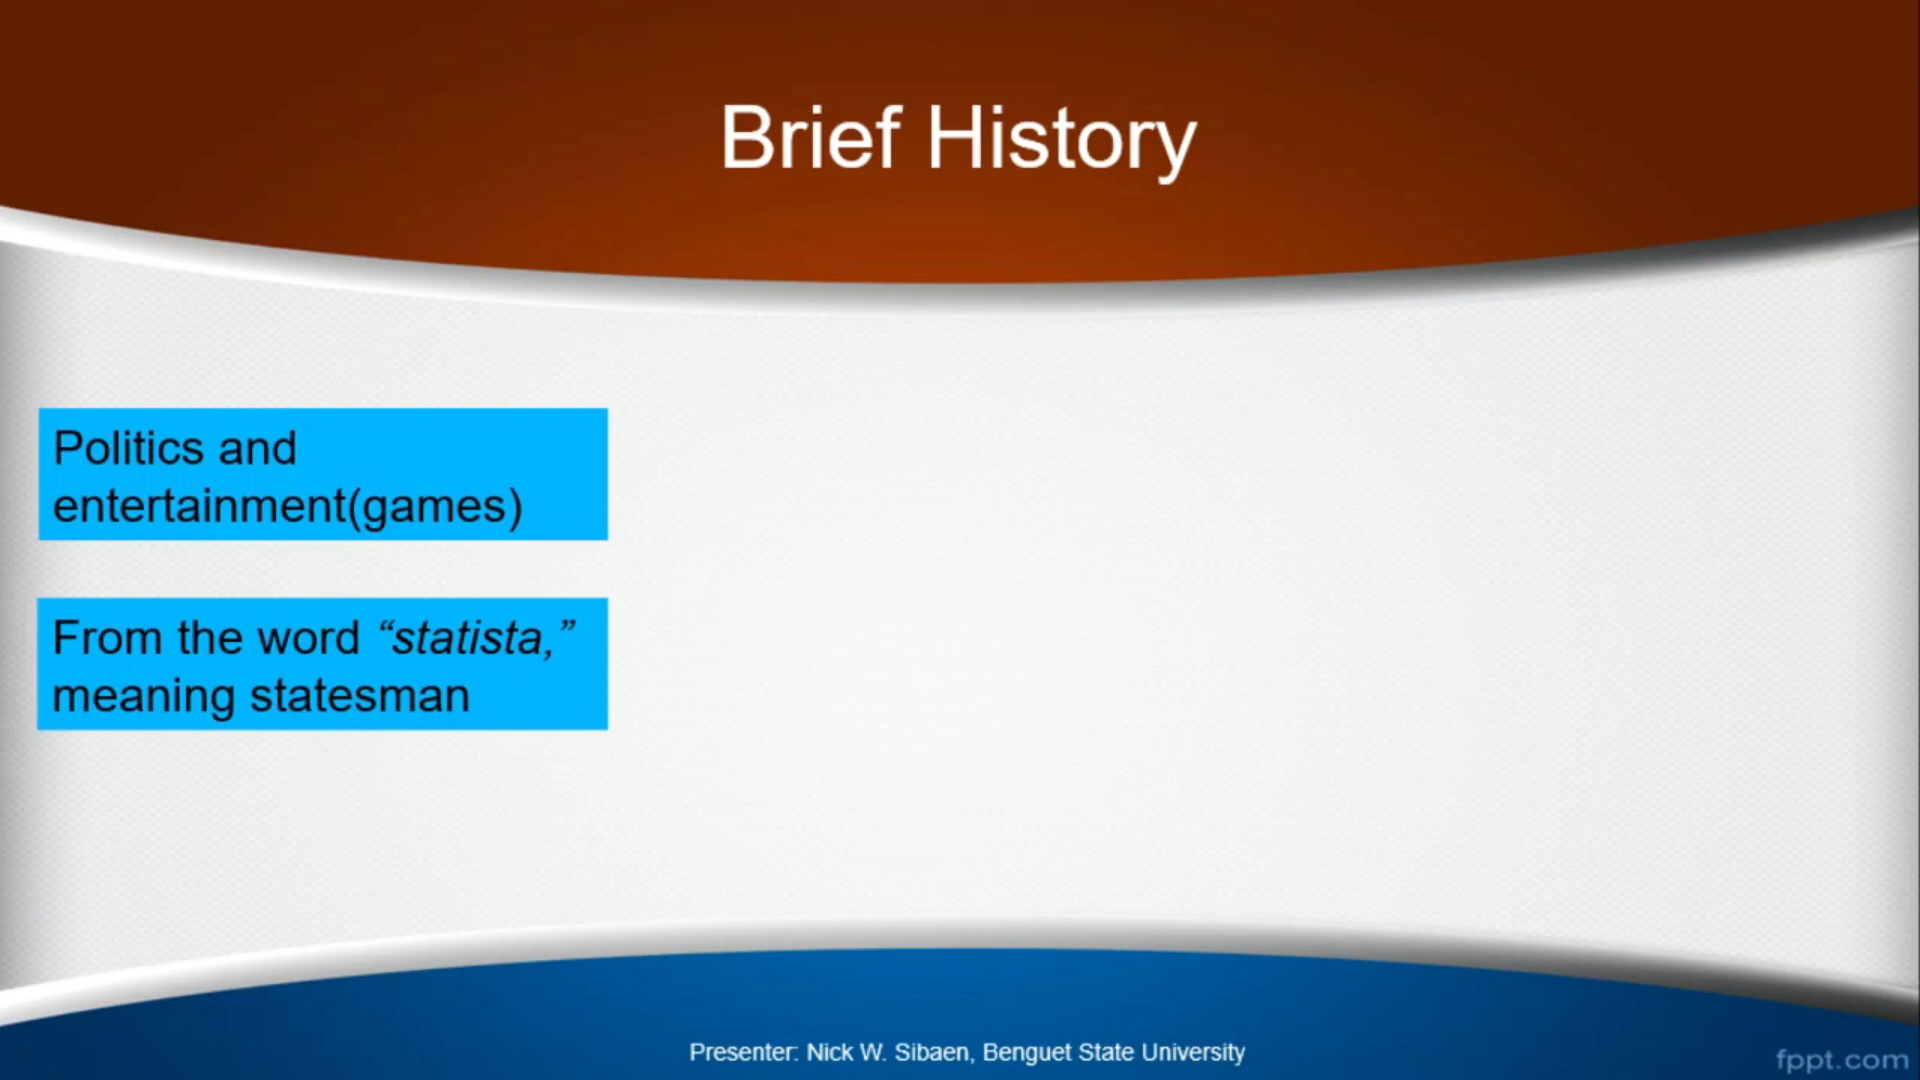 Brief History
Politics and
entertainment(games)
From the word “statista,”
meaning statesman
Presenter: Nick W. Sibaen, Benguet State University
fppt.com